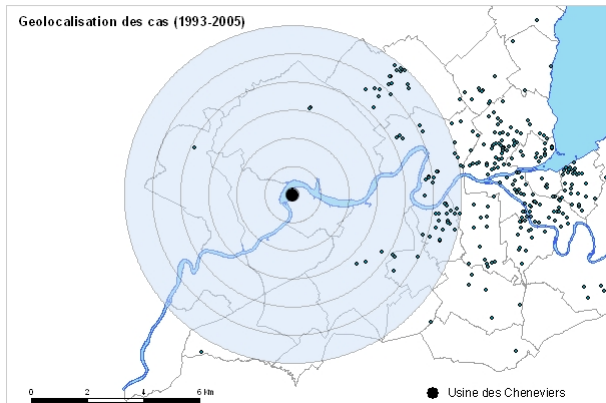 Geolocalisation des cas (1993-2005)
0 2 4 6 Km
Usine des Cheneviers